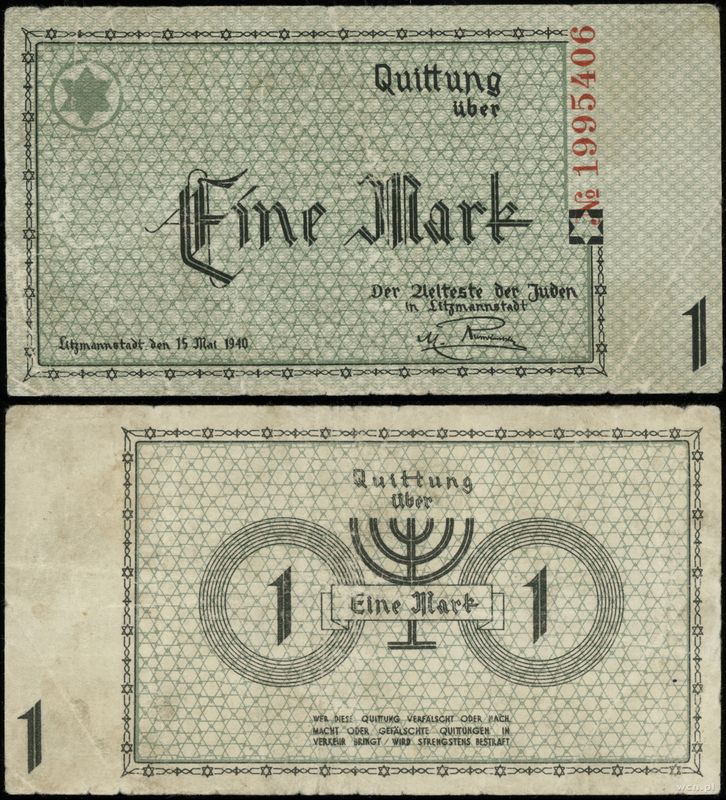 Quittung
über
№ 1995406
Eine Mark
Der Aelteste der Juden
in Litzmannstadt
Litzmannstadt den 15 Mai 1940
1
Quittung
über
1
1
Eine Mark
1
WER DIESE QUITTUNG VERFÄLSCHT ODER NACH
MACHT ODER GEFÄLSCHTE QUITTUNGEN IN
VERKEHR BRINGT / WIRD STRENGSTENS BESTRAFT
wcn.pl